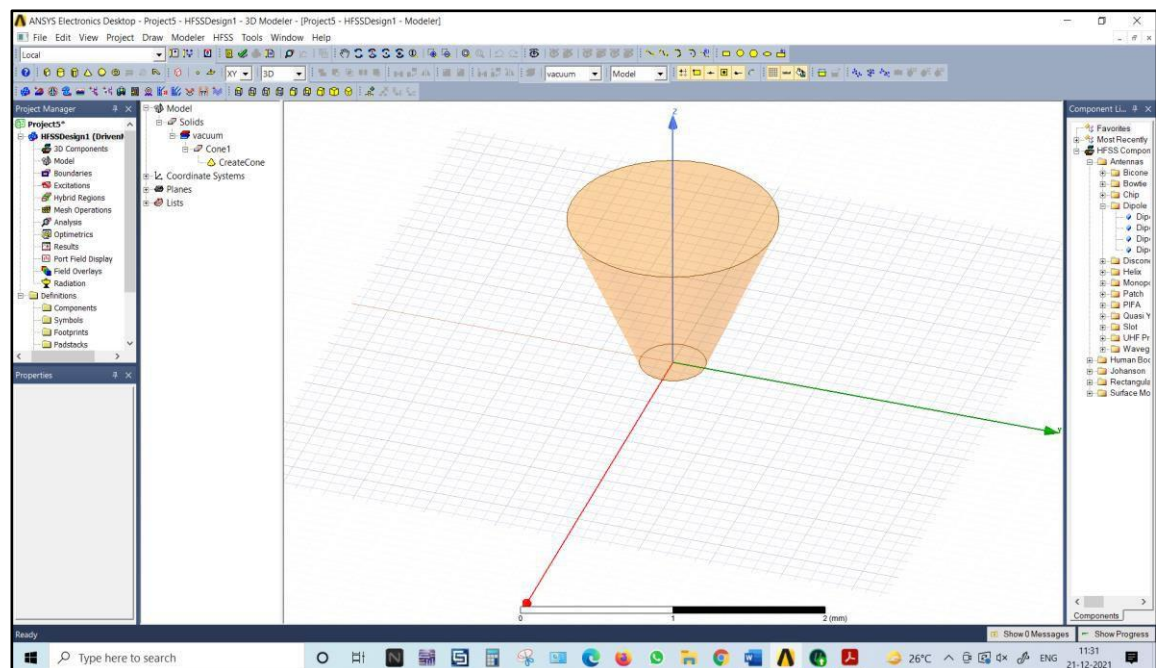 ANSYS Electronics Desktop - Project5 - HFSSDesign1 - 3D Modeler - [Project5 - HFSSDesign1 - Modeler]
File Edit View Project Draw Modeler HFSS Tools Window Help
Local
XY 3D vacuum Model
Project Manager
Project5*
HFSSDesign1 (Driven
3D Components
Model
Boundaries
Excitations
Hybrid Regions
Mesh Operations
Analysis
Optimetrics
Results
Port Field Display
Field Overlays
Radiation
Definitions
Components
Symbols
Footprints
Padstacks
Properties
Model
Solids
vacuum
Cone1
CreateCone
Coordinate Systems
Planes
Lists
Z
Y
0 1 2 (mm)
Component Li...
Favorites
Most Recently
HFSS Compon
Antennas
Bicone
Bowtie
Chip
Dipole
Dip
Dip
Dip
Dip
Discon
Helix
Monop
Patch
PIFA
Quasi Y
Slot
UHF Pr
Waveg
Human Bod
Johanson
Rectangula
Surface Mo
Components
Ready
Show 0 Messages Show Progress
Type here to search
26°C ENG 11:31
21-12-2021